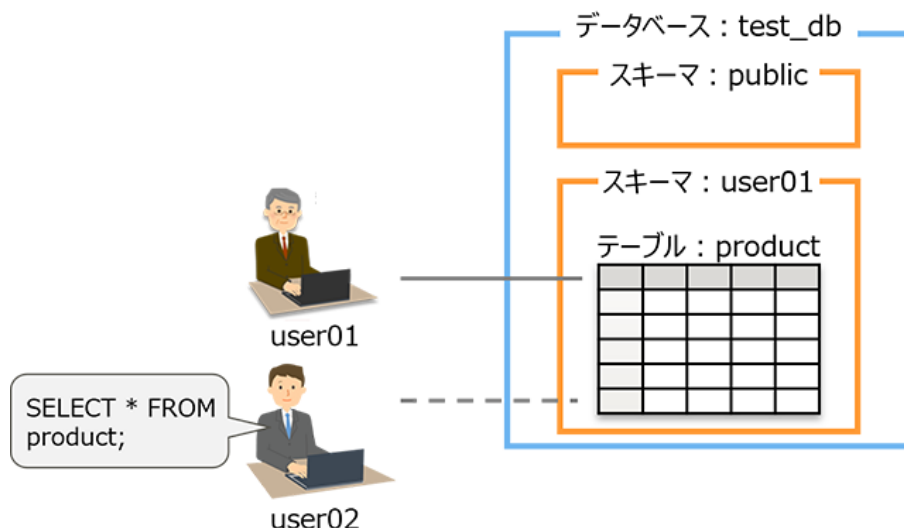 データベース：test_db
スキーマ：public
スキーマ：user01
テーブル：product
user01
SELECT * FROM
product;
user02